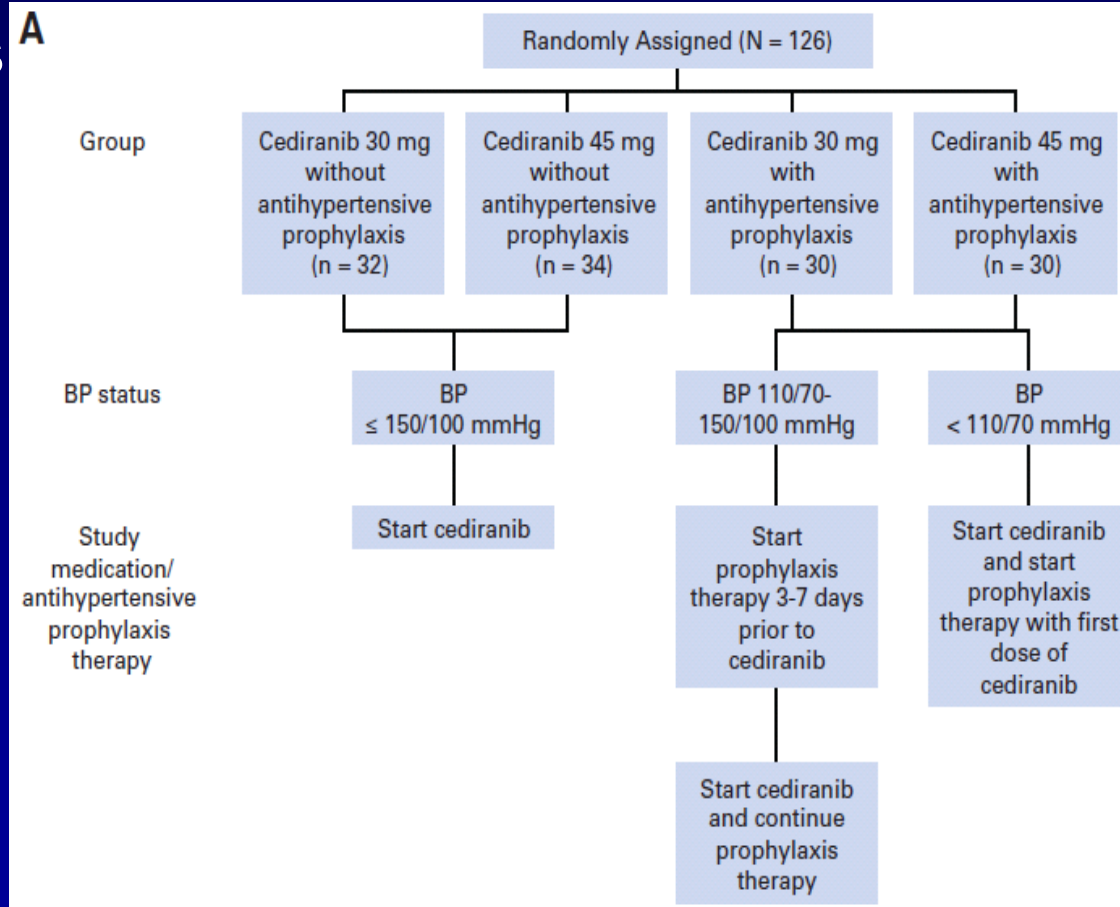 A
Randomly Assigned (N = 126)
Group
Cediranib 30 mg
without
antihypertensive
prophylaxis
(n = 32)
Cediranib 45 mg
without
antihypertensive
prophylaxis
(n = 34)
Cediranib 30 mg
with
antihypertensive
prophylaxis
(n = 30)
Cediranib 45 mg
with
antihypertensive
prophylaxis
(n = 30)
BP status
BP
≤ 150/100 mmHg
BP 110/70-
150/100 mmHg
BP
< 110/70 mmHg
Study
medication/
antihypertensive
prophylaxis
therapy
Start cediranib
Start
prophylaxis
therapy 3-7 days
prior to
cediranib
Start cediranib
and start
prophylaxis
therapy with first
dose of
cediranib
Start cediranib
and continue
prophylaxis
therapy